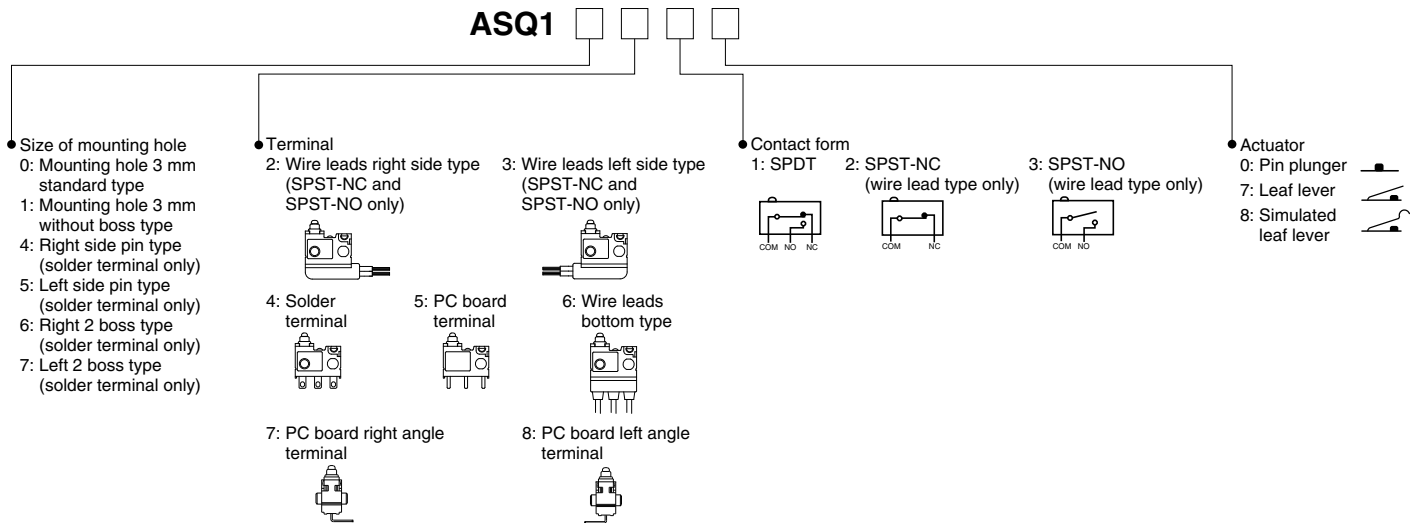 ASQ1
Size of mounting hole
0: Mounting hole 3 mm
standard type
1: Mounting hole 3 mm
without boss type
4: Right side pin type
(solder terminal only)
5: Left side pin type
(solder terminal only)
6: Right 2 boss type
(solder terminal only)
7: Left 2 boss type
(solder terminal only)
Terminal
2: Wire leads right side type
(SPST-NC and
SPST-NO only)
3: Wire leads left side type
(SPST-NC and
SPST-NO only)
4: Solder
terminal
5: PC board
terminal
6: Wire leads
bottom type
7: PC board right angle
terminal
8: PC board left angle
terminal
Contact form
1: SPDT
COM NO NC
2: SPST-NC
(wire lead type only)
COM NC
3: SPST-NO
(wire lead type only)
COM NO
Actuator
0: Pin plunger
7: Leaf lever
8: Simulated
leaf lever